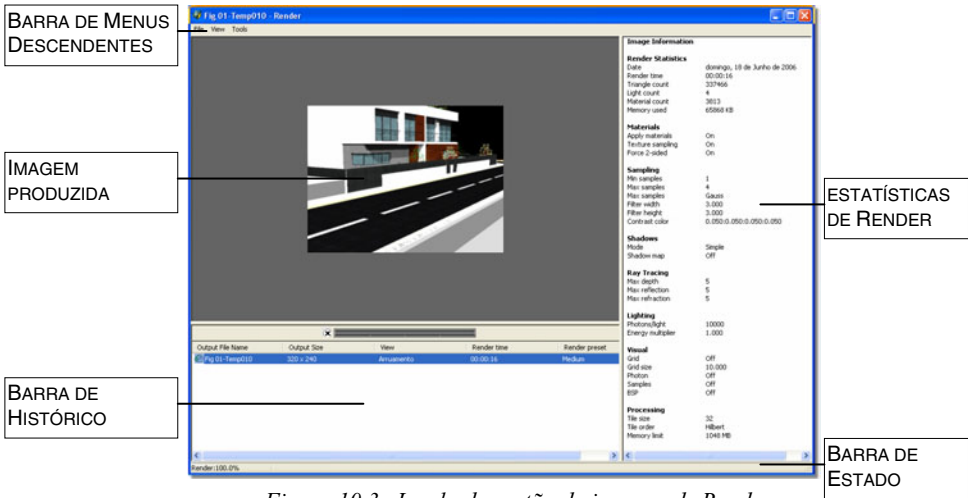 BARRA DE MENUS
DESCENDENTES
IMAGEM
PRODUZIDA
BARRA DE
HISTÓRICO
Fig 01-Temp010 - Render
File View Tools
Output File Name Output Size View Render time Render preset
Fig 01-Temp010 320 x 240 Arruamento 00:00:16 Medium
Render:100.0%
Image Information
Render Statistics
Date domingo, 18 de Junho de 2006
Render time 00:00:16
Triangle count 337466
Light count 4
Material count 3813
Memory used 65868 KB
Materials
Apply materials On
Texture sampling On
Force 2-sided On
Sampling
Min samples 1
Max samples 4
Max samples Gauss
Filter width 3.000
Filter height 3.000
Contrast color 0.050:0.050:0.050:0.050
Shadows
Mode Simple
Shadow map Off
Ray Tracing
Max depth 5
Max reflection 5
Max refraction 5
Lighting
Photons/light 10000
Energy multiplier 1.000
Visual
Grid Off
Grid size 10.000
Photon Off
Samples Off
BSP Off
Processing
Tile size 32
Tile order Hilbert
Memory limit 1048 MB
ESTATÍSTICAS
DE RENDER
BARRA DE
ESTADO